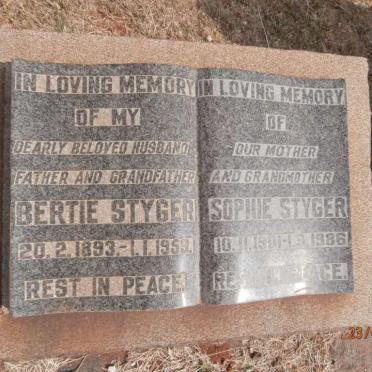 IN LOVING MEMORY
OF MY
DEARLY BELOVED HUSBAND
FATHER AND GRANDFATHER
BERTIE STYGER
20.2.1893.-1.1.1959.
REST IN PEACE.
IN LOVING MEMORY
OF
OUR MOTHER
AND GRANDMOTHER
SOPHIE STYGER
1986.
PEACE.
23/